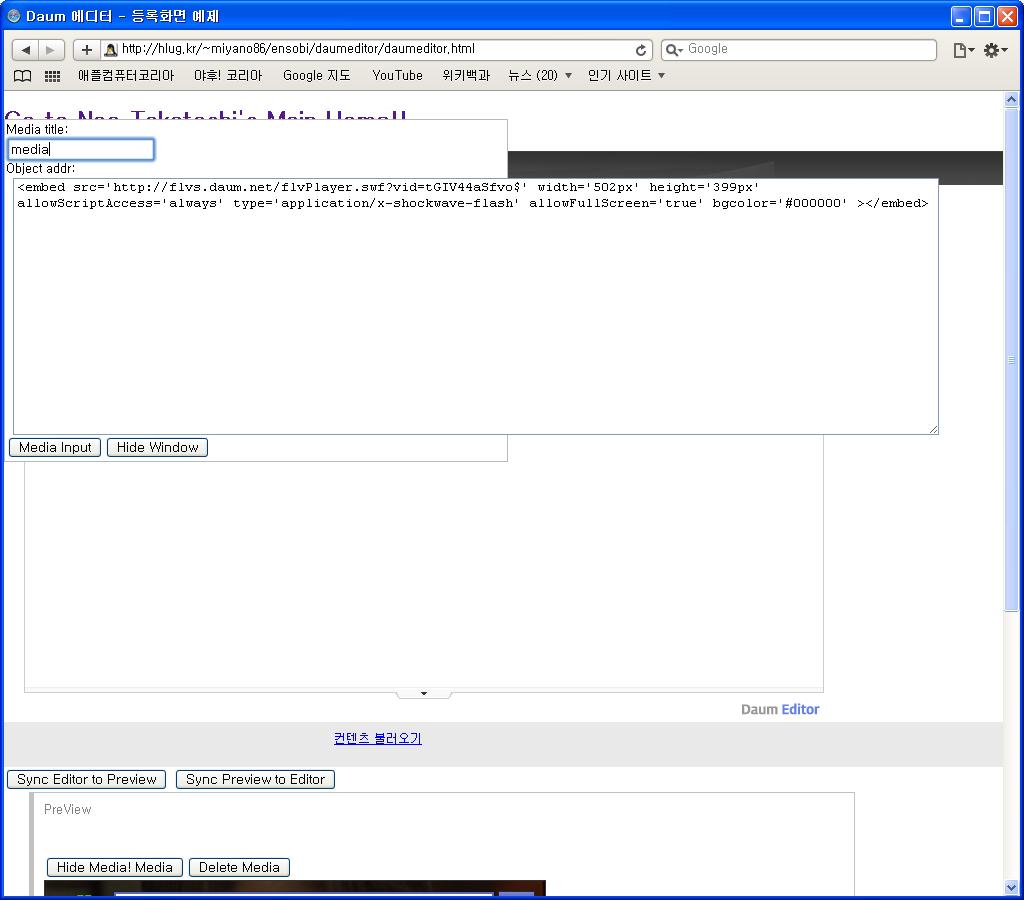 Daum 에디터 - 등록화면 예제
http://hlug.kr/~miyano86/ensobi/daumeditor/daumeditor.html
Google
애플컴퓨터코리아 야후! 코리아 Google 지도 YouTube 위키백과 뉴스 (20) 인기 사이트
Go to Nao Takatoshi's Main Home!!
Media title:
media
Object addr:
<embed src='http://flvs.daum.net/flvPlayer.swf?vid=tGIV44aSfvo$' width='502px' height='399px'
allowScriptAccess='always' type='application/x-shockwave-flash' allowFullScreen='true' bgcolor='#000000' ></embed>
Media Input Hide Window
Daum Editor
컨텐츠 불러오기
Sync Editor to Preview Sync Preview to Editor
PreView
Hide Media! Media Delete Media